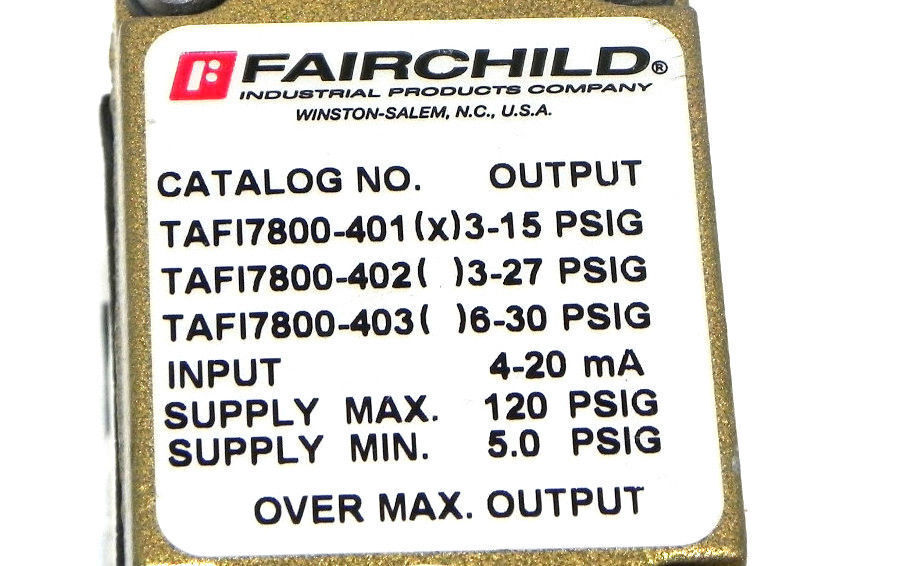 FAIRCHILD®
INDUSTRIAL PRODUCTS COMPANY
WINSTON-SALEM, N.C., U.S.A.
CATALOG NO. OUTPUT
TAFI7800-401(x)3-15 PSIG
TAFI7800-402( )3-27 PSIG
TAFI7800-403( )6-30 PSIG
INPUT 4-20 mA
SUPPLY MAX. 120 PSIG
SUPPLY MIN. 5.0 PSIG
OVER MAX. OUTPUT